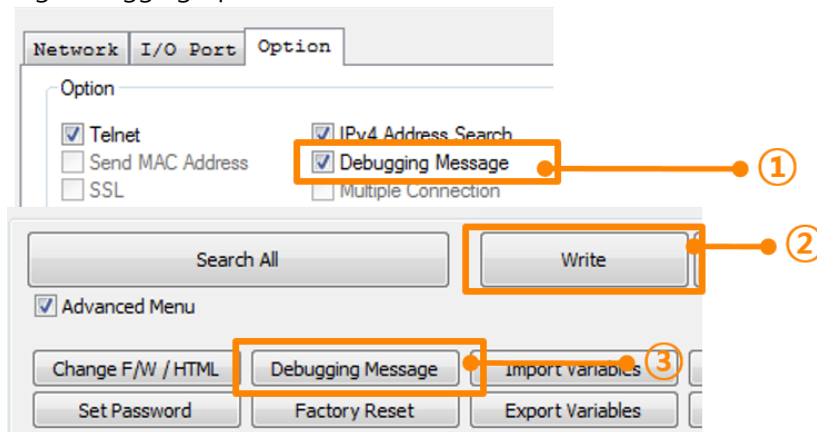 Network I/O Port Option
Option
Telnet IPv4 Address Search
Send MAC Address Debugging Message ①
SSL Multiple Connection
Search All Write ②
Advanced Menu
Change F/W / HTML Debugging Message Import Variables ③
Set Password Factory Reset Export Variables